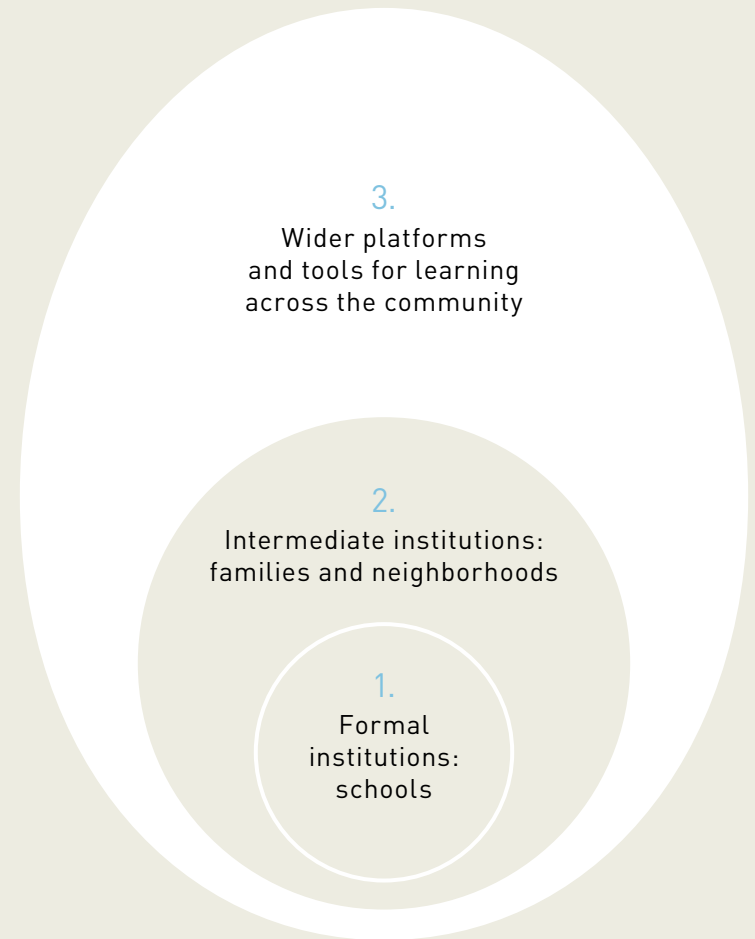 3.
Wider platforms
and tools for learning
across the community
2.
Intermediate institutions:
families and neighborhoods
1.
Formal
institutions:
schools